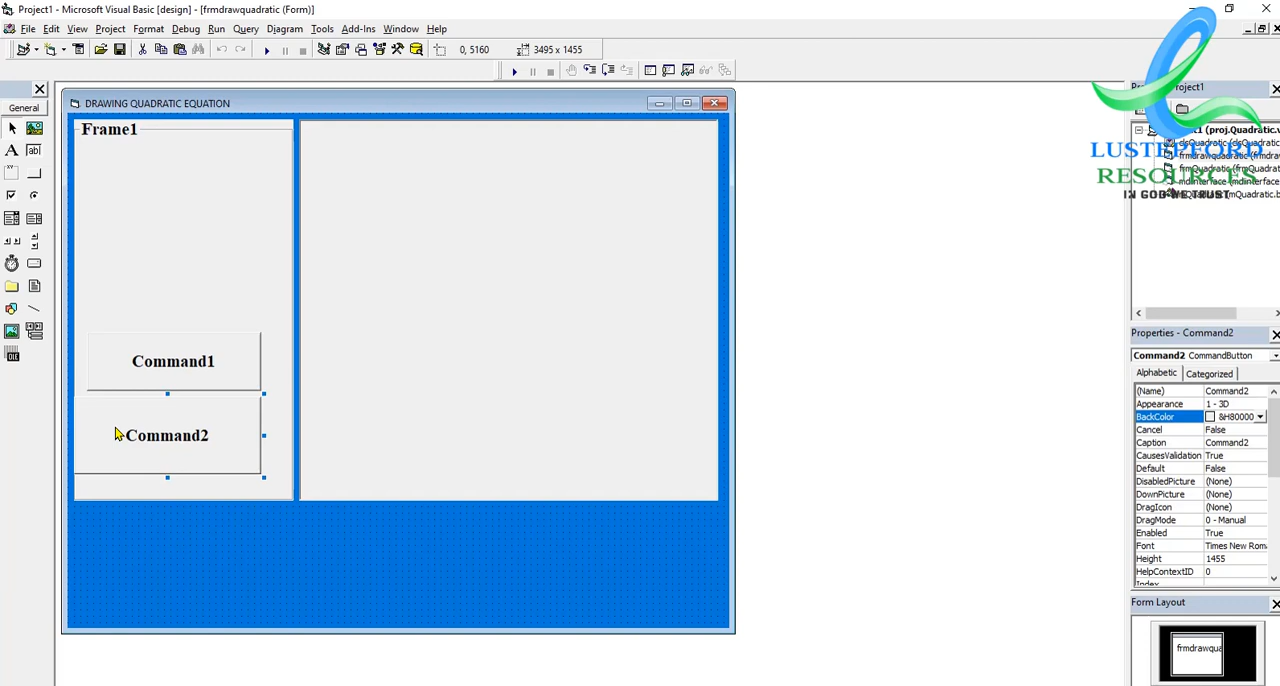 Project1 - Microsoft Visual Basic [design] - [frmdrawquadratic (Form)]
File Edit View Project Format Debug Run Query Diagram Tools Add-Ins Window Help
0, 5160 3495 x 1455
General
DRAWING QUADRATIC EQUATION
Frame1
Command1
Command2
LUSTEPFORD
RESOURCES
IN GOD WE TRUST
Properties - Command2
Command2 CommandButton
Alphabetic Categorized
(Name) Command2
Appearance 1 - 3D
BackColor &H80000
Cancel False
Caption Command2
CausesValidation True
Default False
DisabledPicture (None)
DownPicture (None)
DragIcon (None)
DragMode 0 - Manual
Enabled True
Font Times New Rom
Height 1455
HelpContextID 0
Index
Form Layout
frmdrawqua